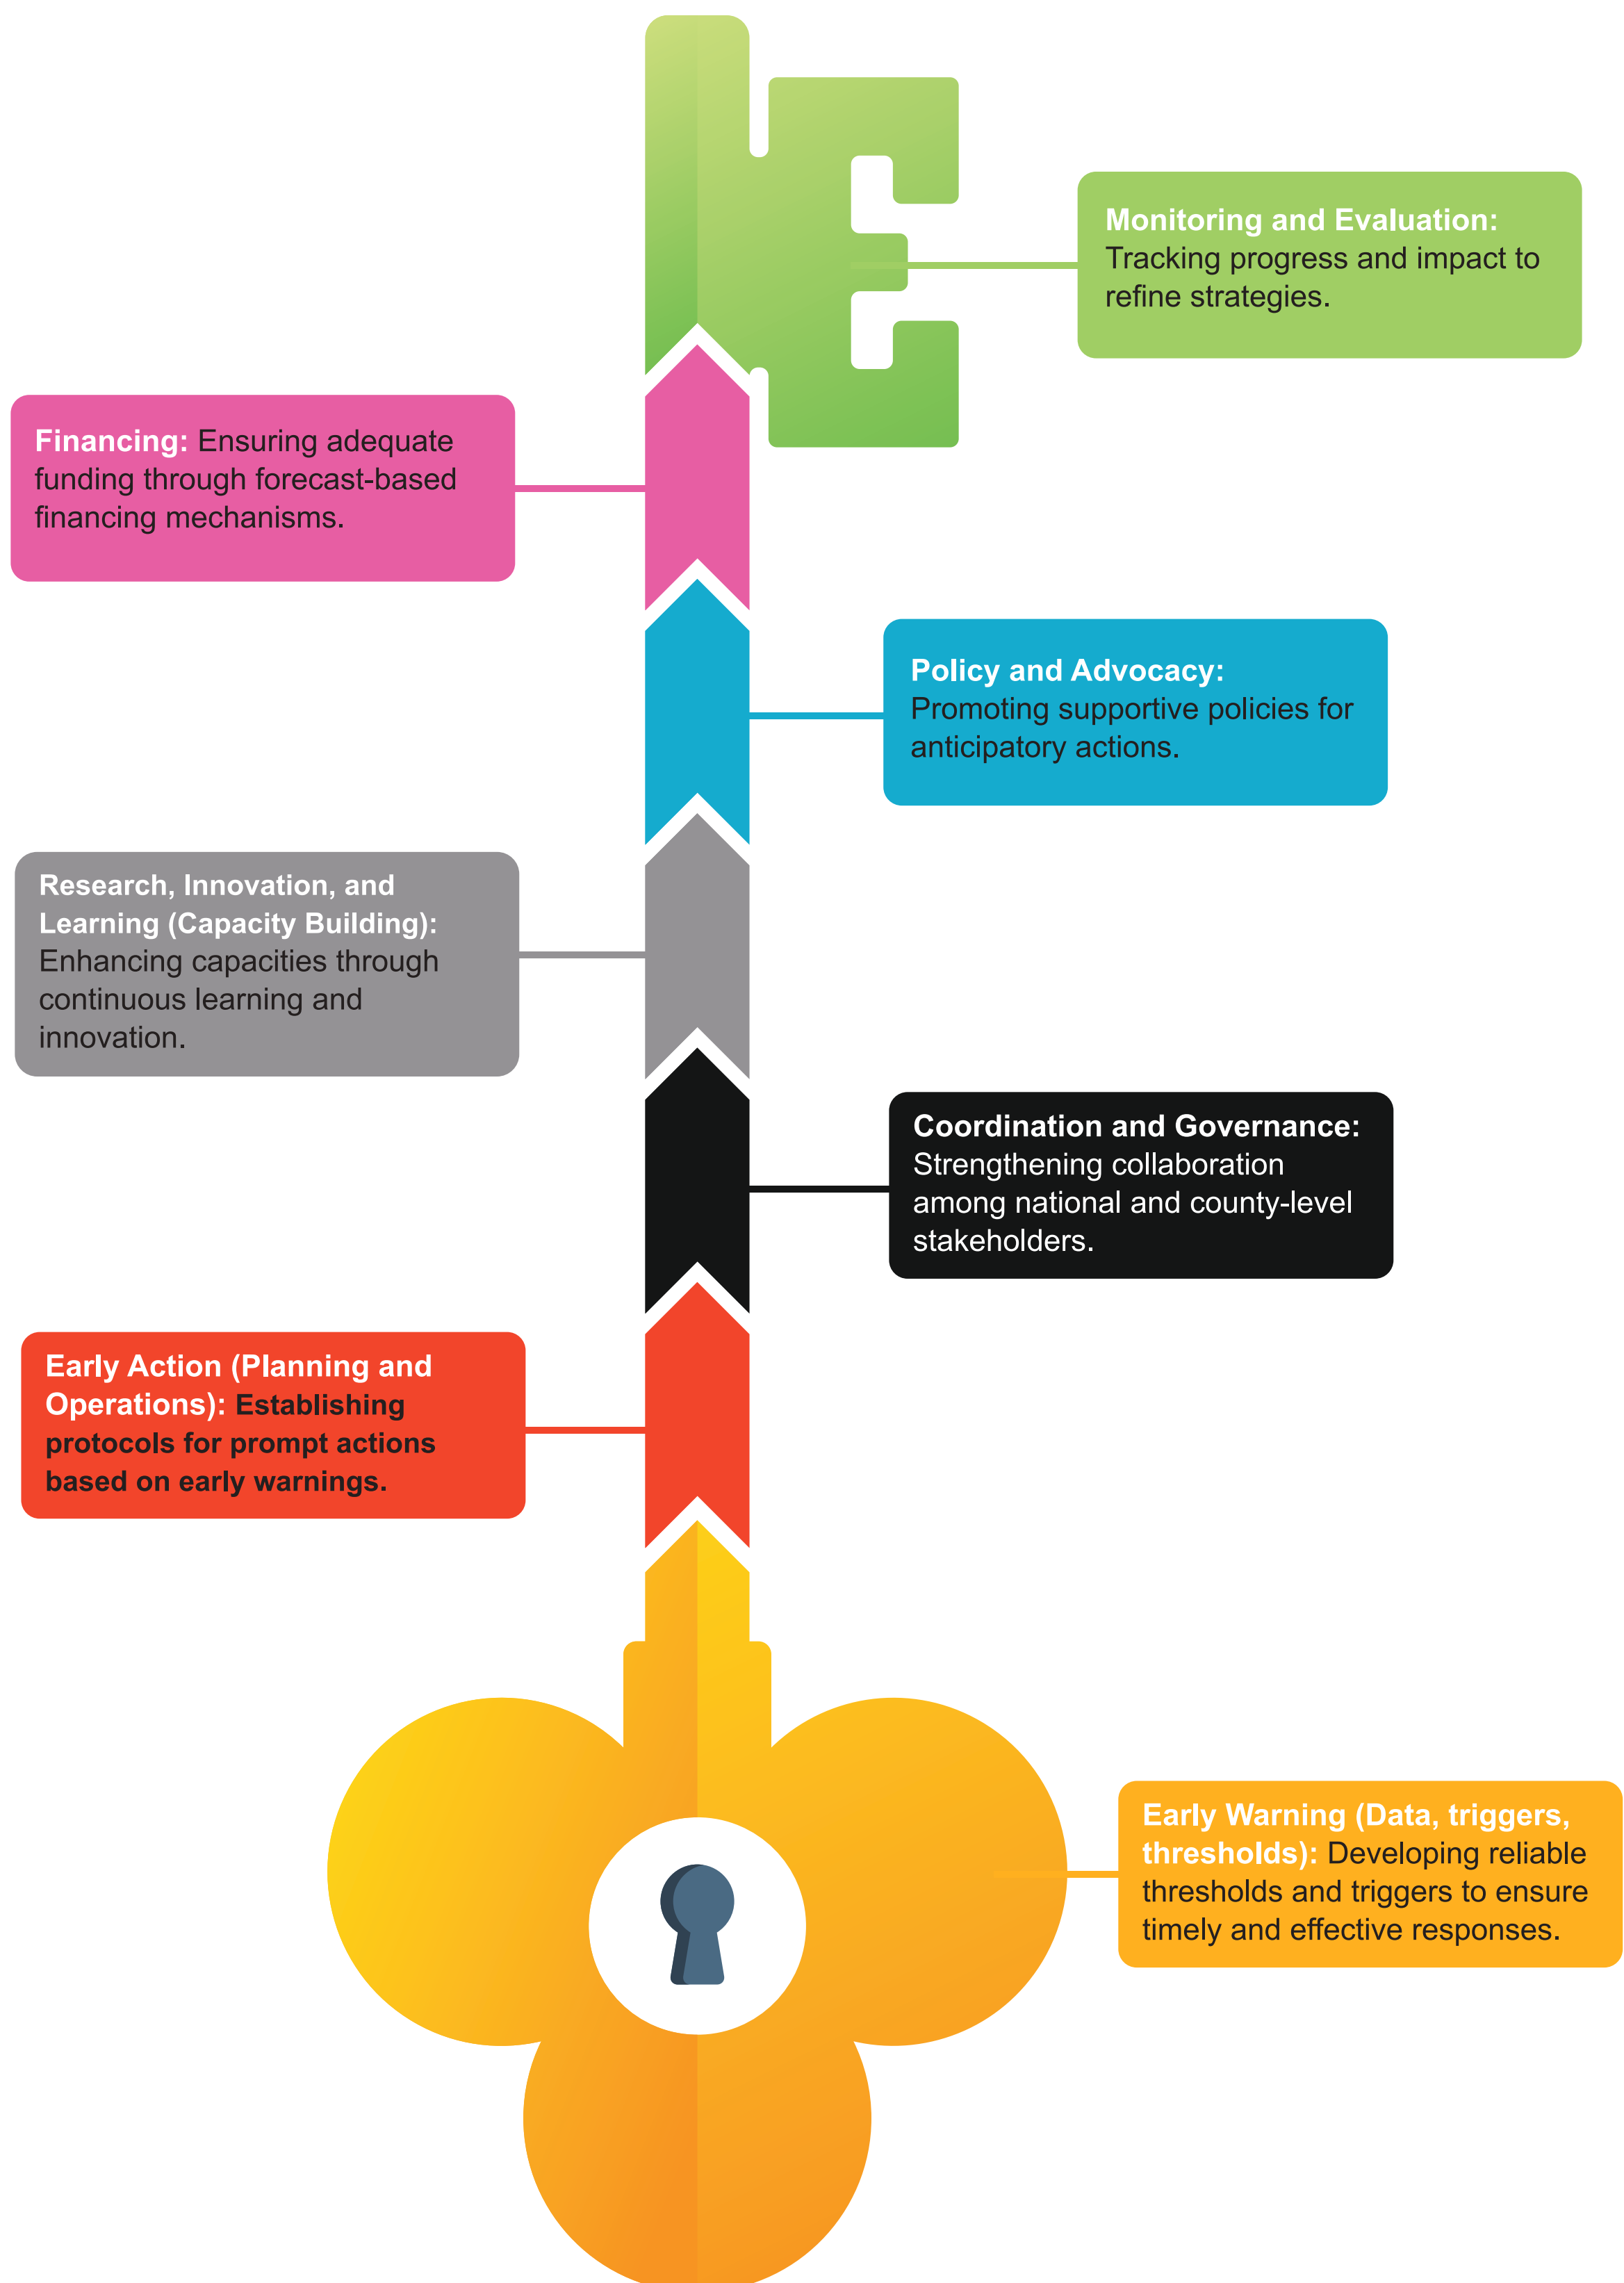 Monitoring and Evaluation:
Tracking progress and impact to
refine strategies.
Financing: Ensuring adequate
funding through forecast-based
financing mechanisms.
Policy and Advocacy:
Promoting supportive policies for
anticipatory actions.
Research, Innovation, and
Learning (Capacity Building):
Enhancing capacities through
continuous learning and
innovation.
Coordination and Governance:
Strengthening collaboration
among national and county-level
stakeholders.
Early Action (Planning and
Operations): Establishing
protocols for prompt actions
based on early warnings.
Early Warning (Data, triggers,
thresholds): Developing reliable
thresholds and triggers to ensure
timely and effective responses.